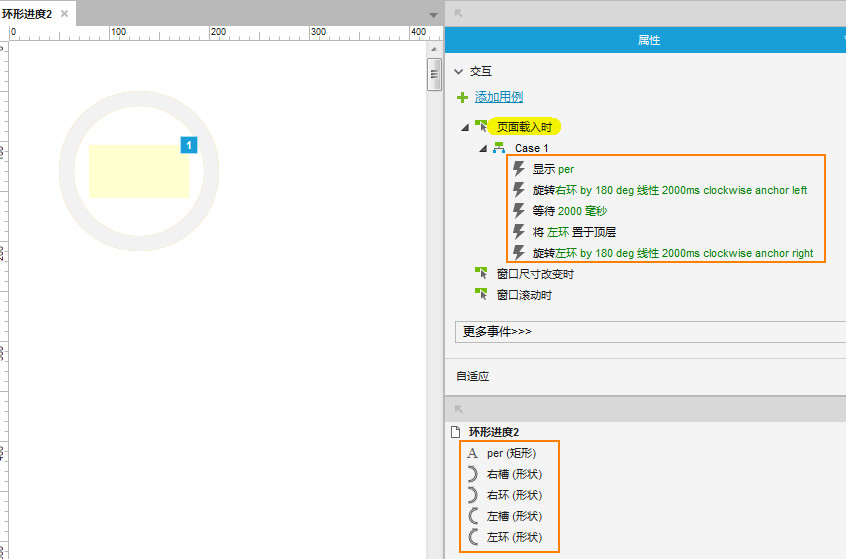 环形进度2
0 100 200 300 400
属性
交互
添加用例
页面载入时
Case 1
显示 per
旋转右环 by 180 deg 线性 2000ms clockwise anchor left
等待 2000 毫秒
将 左环 置于顶层
旋转左环 by 180 deg 线性 2000ms clockwise anchor right
窗口尺寸改变时
窗口滚动时
更多事件>>>
自适应
1
200
环形进度2
per (矩形)
右槽 (形状)
右环 (形状)
左槽 (形状)
左环 (形状)